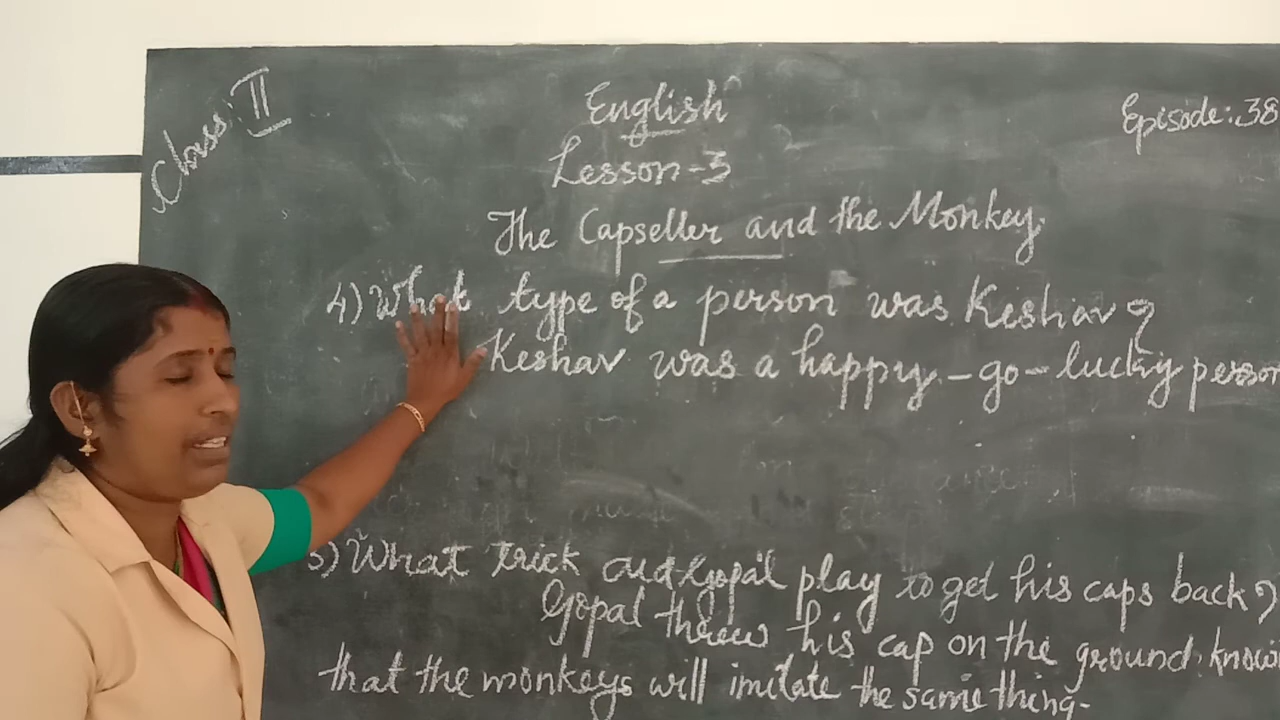 Class: II
English
Episode: 38
Lesson-3
The Capseller and the Monkey.
4) What type of a person was Keshav?
Keshav was a happy-go-lucky person
5) What trick did Gopal play to get his caps back?
Gopal threw his cap on the ground, know
that the monkeys will imitate the same thing.